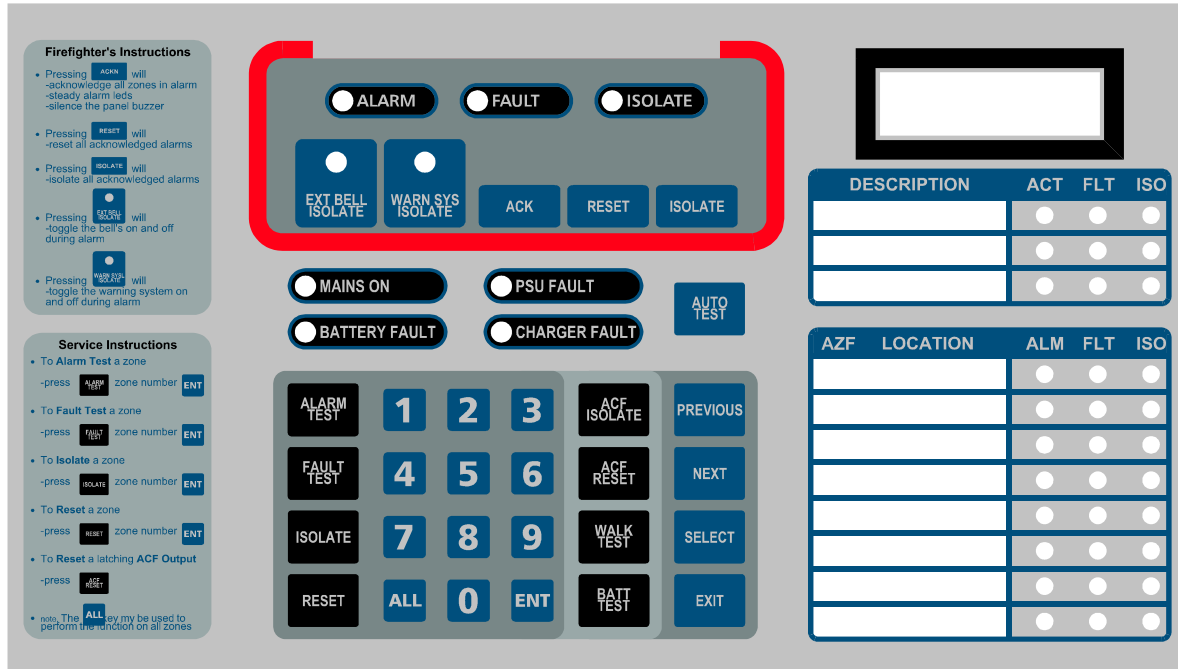 Firefighter's Instructions
• Pressing ACKN will
-acknowledge all zones in alarm
-steady alarm leds
-silence the panel buzzer
• Pressing RESET will
-reset all acknowledged alarms
• Pressing ISOLATE will
-isolate all acknowledged alarms
• Pressing EXT BELL ISOLATE will
-toggle the bell's on and off
during alarm
• Pressing WARN SYS ISOLATE will
-toggle the warning system on
and off during alarm
Service Instructions
• To Alarm Test a zone
-press ALARM TEST zone number ENT
• To Fault Test a zone
-press FAULT TEST zone number ENT
• To Isolate a zone
-press ISOLATE zone number ENT
• To Reset a zone
-press RESET zone number ENT
• To Reset a latching ACF Output
-press ACF RESET
• note, The ALL key my be used to
perform the function on all zones
ALARM FAULT ISOLATE
EXT BELL
ISOLATE
WARN SYS
ISOLATE
ACK RESET ISOLATE
MAINS ON PSU FAULT
BATTERY FAULT CHARGER FAULT
AUTO
TEST
ALARM
TEST
1 2 3
ACF
ISOLATE
PREVIOUS
FAULT
TEST
4 5 6
ACF
RESET
NEXT
ISOLATE
7 8 9
WALK
TEST
SELECT
RESET
ALL 0 ENT
BATT
TEST
EXIT
DESCRIPTION ACT FLT ISO
AZF LOCATION ALM FLT ISO